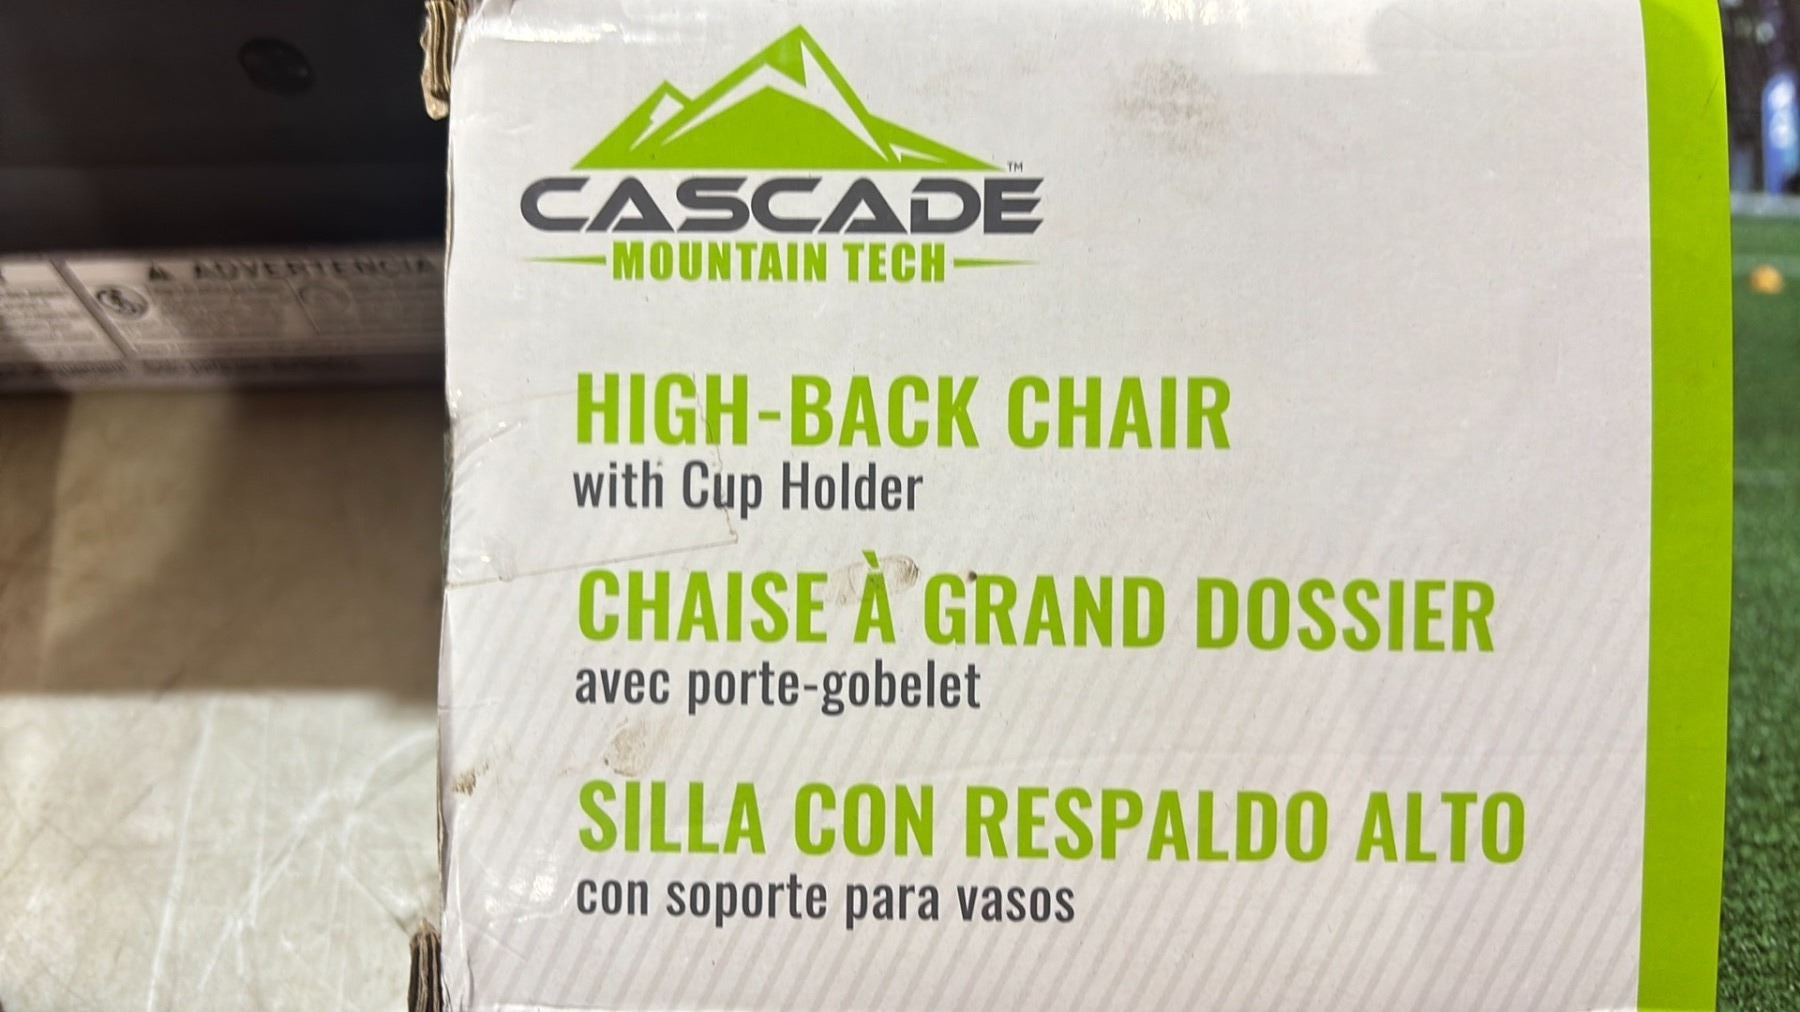 CASCADE
™
MOUNTAIN TECH
HIGH-BACK CHAIR
with Cup Holder
CHAISE À GRAND DOSSIER
avec porte-gobelet
SILLA CON RESPALDO ALTO
con soporte para vasos
ADVERTENCIA